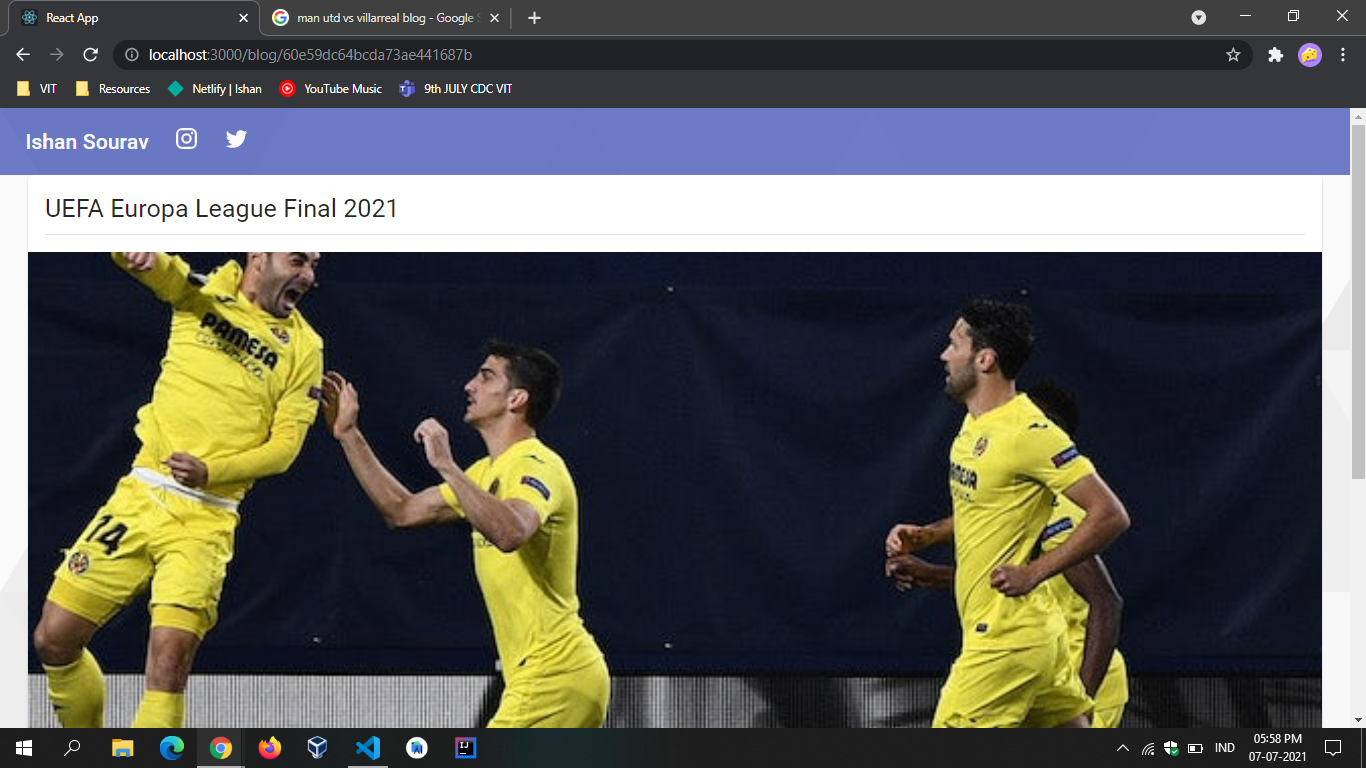 React App
man utd vs villarreal blog - Google S
localhost:3000/blog/60e59dc64bcda73ae441687b
VIT
Resources
Netlify | Ishan
YouTube Music
9th JULY CDC VIT
Ishan Sourav
UEFA Europa League Final 2021
PAMESA
14
PAMESA
IND
05:58 PM
07-07-2021